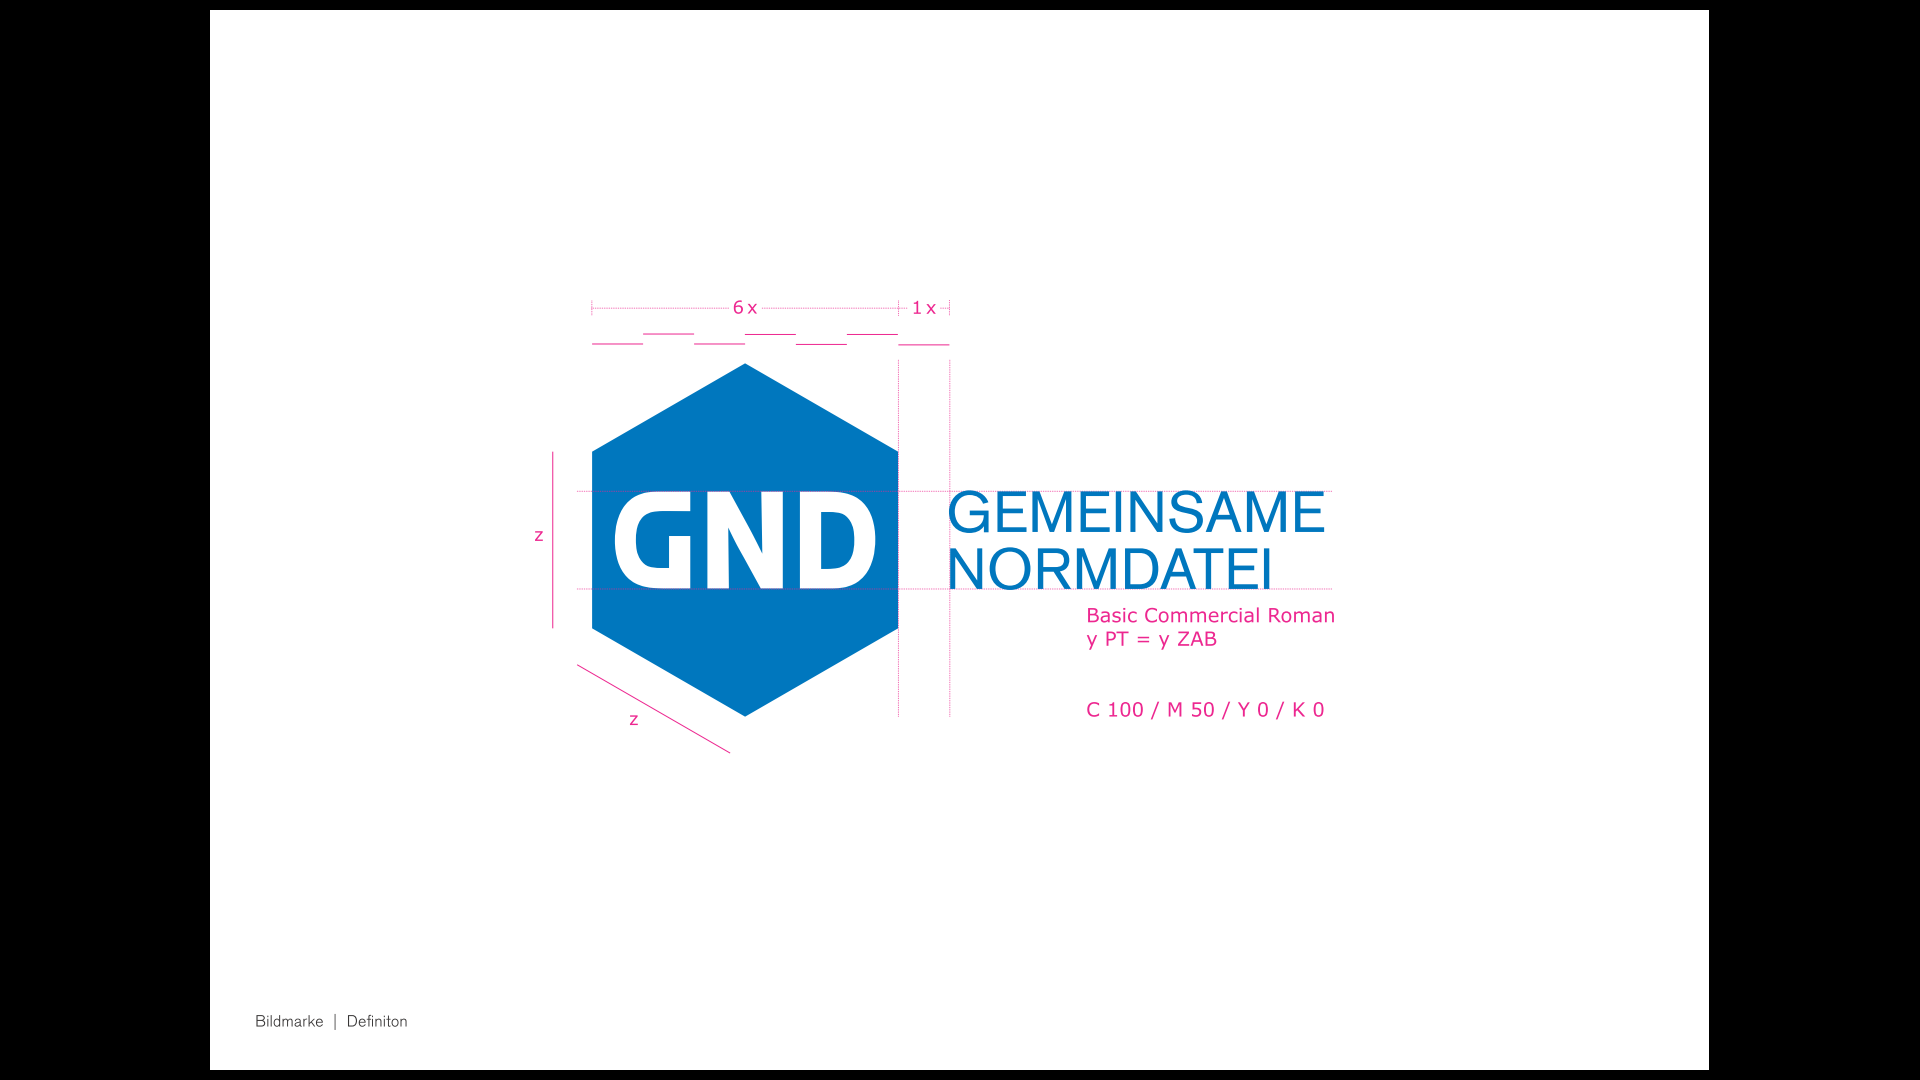 6 x
1 x
z
GND
GEMEINSAME
NORMDATEI
Basic Commercial Roman
y PT = y ZAB
z
C 100 / M 50 / Y 0 / K 0
Bildmarke | Definiton